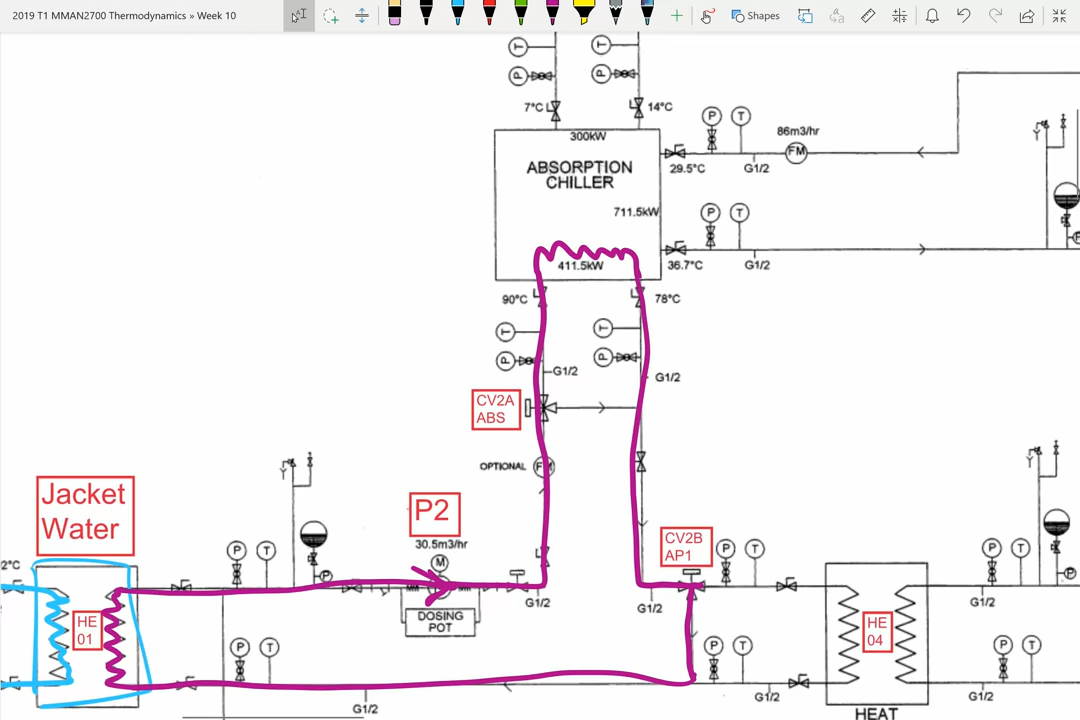 2019 T1 MMAN2700 Thermodynamics » Week 10
Shapes
T
T
P
P
7°C
14°C
300kW
ABSORPTION
CHILLER
P
T
86m3/hr
FM
29.5°C
G1/2
711.5kW
P
T
36.7°C
G1/2
411.5kW
90°C
78°C
T
T
P
P
G1/2
G1/2
CV2A
ABS
OPTIONAL
Jacket
Water
P2
30.5m3/hr
M
CV2B
AP1
P
T
P
T
P
T
2°C
P
P
G1/2
G1/2
G1/2
DOSING
POT
HE
01
HE
04
P
T
P
T
P
T
G1/2
G1/2
G1/2
HEAT